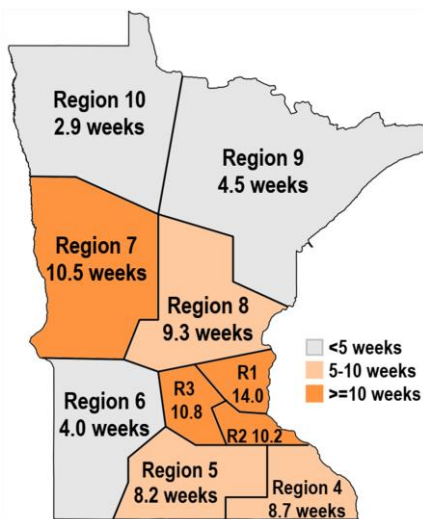 Region 10
2.9 weeks
Region 9
4.5 weeks
Region 7
10.5 weeks
Region 8
9.3 weeks
<5 weeks
5-10 weeks
>=10 weeks
R1
14.0
R3
10.8
R2 10.2
Region 6
4.0 weeks
Region 5
8.2 weeks
Region 4
8.7 weeks